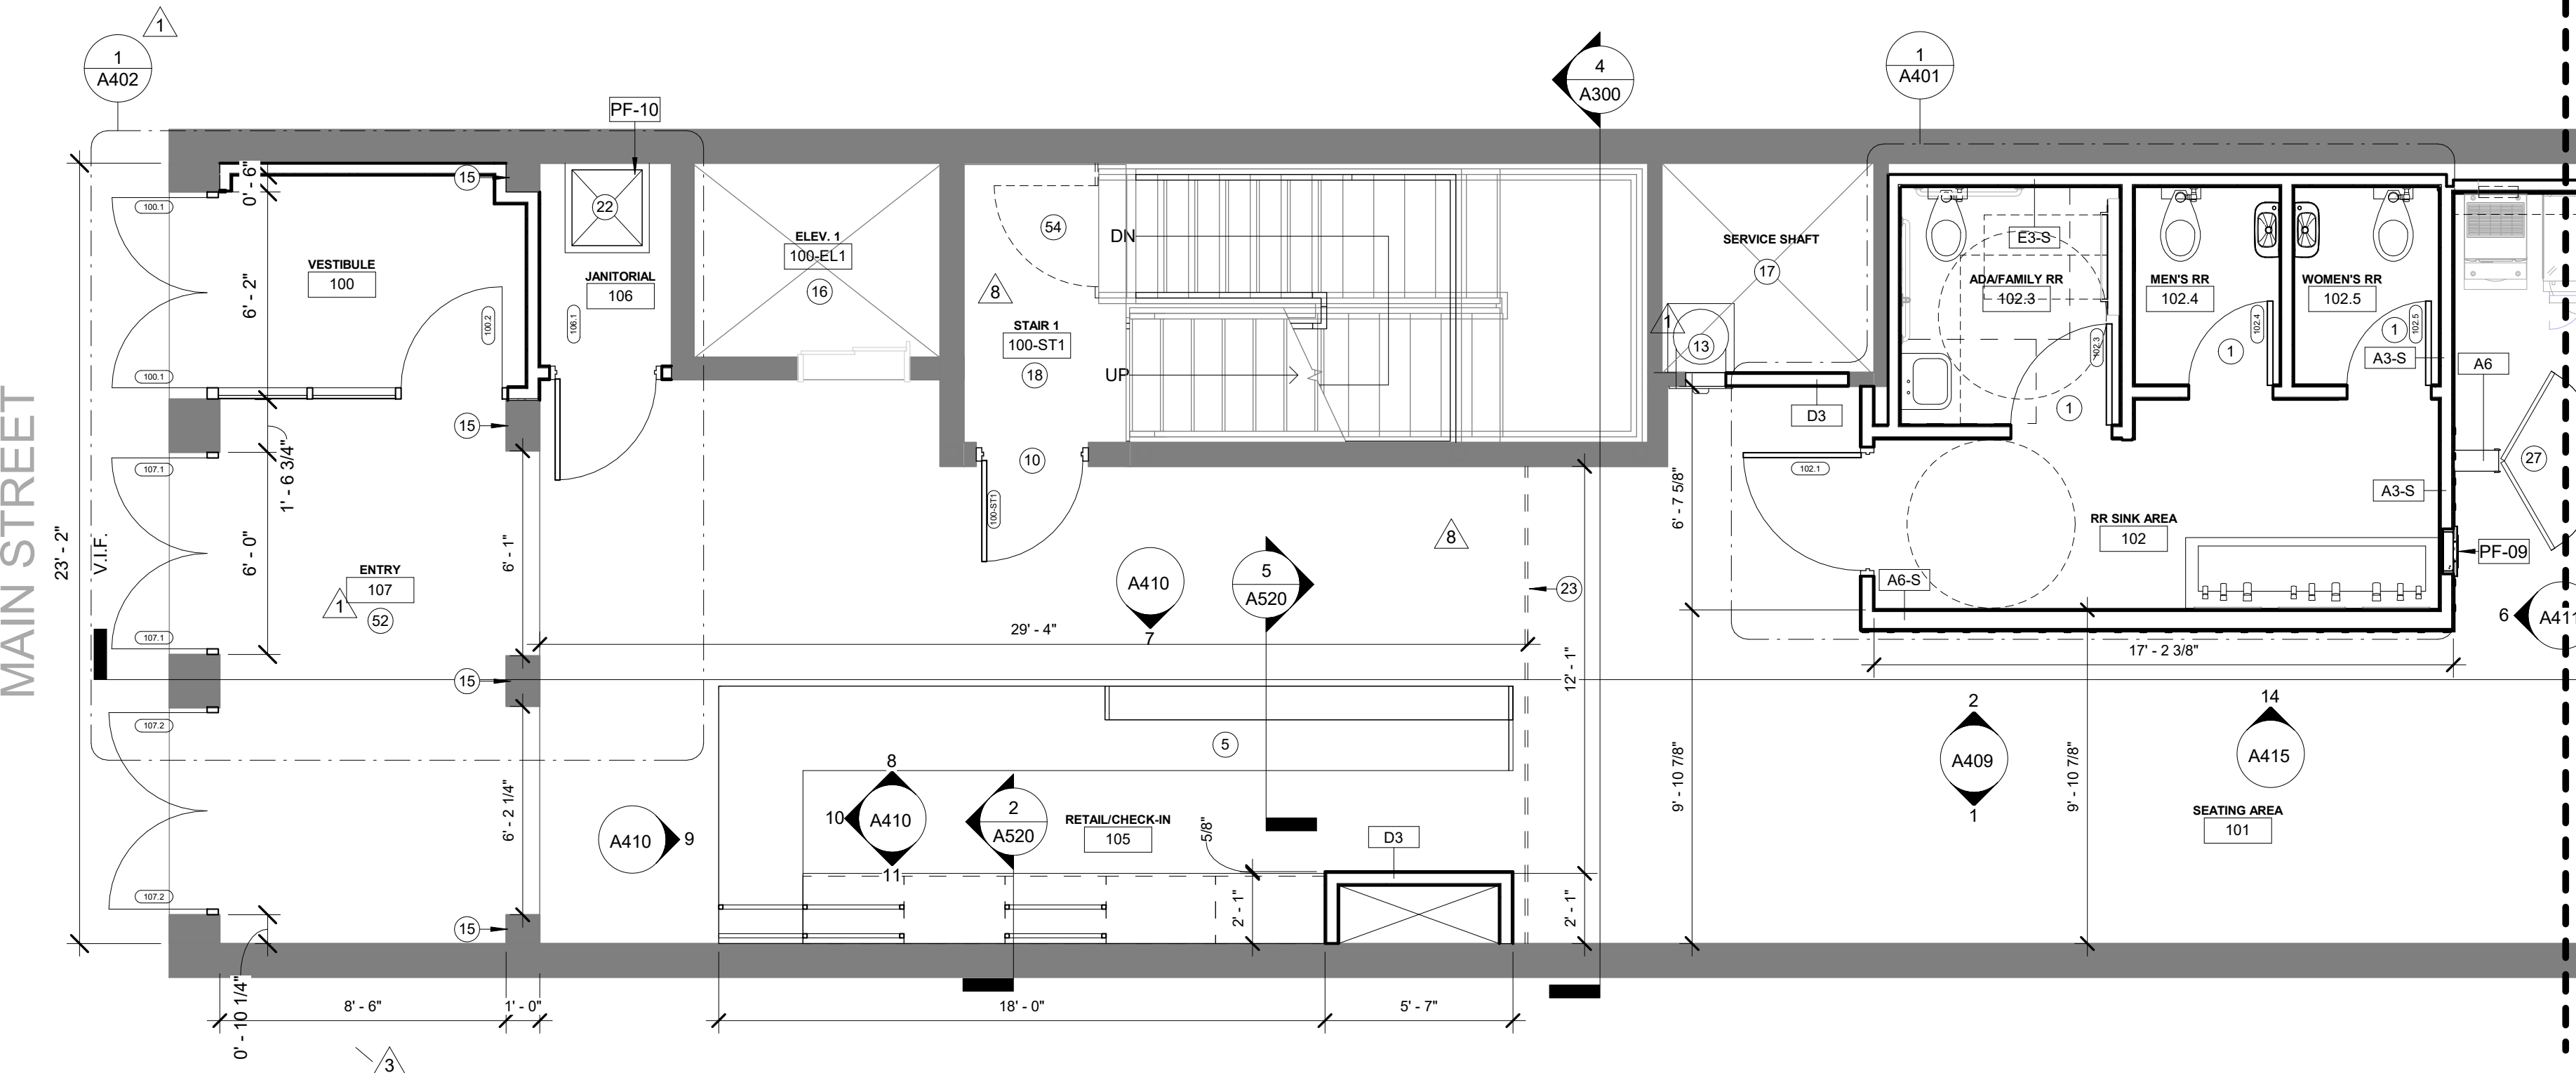 1
1
A402
4
A300
1
A401
PF-10
0' - 6"
15
100.1
22
54
DN
ELEV. 1
100-EL1
16
SERVICE SHAFT
17
E3-S
VESTIBULE
100
JANITORIAL
106
6' - 2"
8
ADA/FAMILY RR
102.3
MEN'S RR
102.4
WOMEN'S RR
102.5
100.2
106.1
STAIR 1
100-ST1
18
1
13
102.3
102.4
102.5
1
1
A3-S
A6
100.1
UP
D3
1
MAIN STREET
15
1' - 6 3/4"
107.1
10
102.1
27
23' - 2"
V.I.F.
6' - 0"
6' - 1"
100-ST1
6' - 7 5/8"
A3-S
RR SINK AREA
102
8
PF-09
ENTRY
107
1
52
A410
7
5
A520
23
A6-S
6
A411
107.1
29' - 4"
12' - 1"
17' - 2 3/8"
15
107.2
5
2
A409
1
14
A415
8
10
A410
11
2
A520
RETAIL/CHECK-IN
105
5/8"
9' - 10 7/8"
9' - 10 7/8"
SEATING AREA
101
6' - 2 1/4"
A410
9
D3
107.2
15
2' - 1"
2' - 1"
0' - 10 1/4"
8' - 6"
1' - 0"
18' - 0"
5' - 7"
3